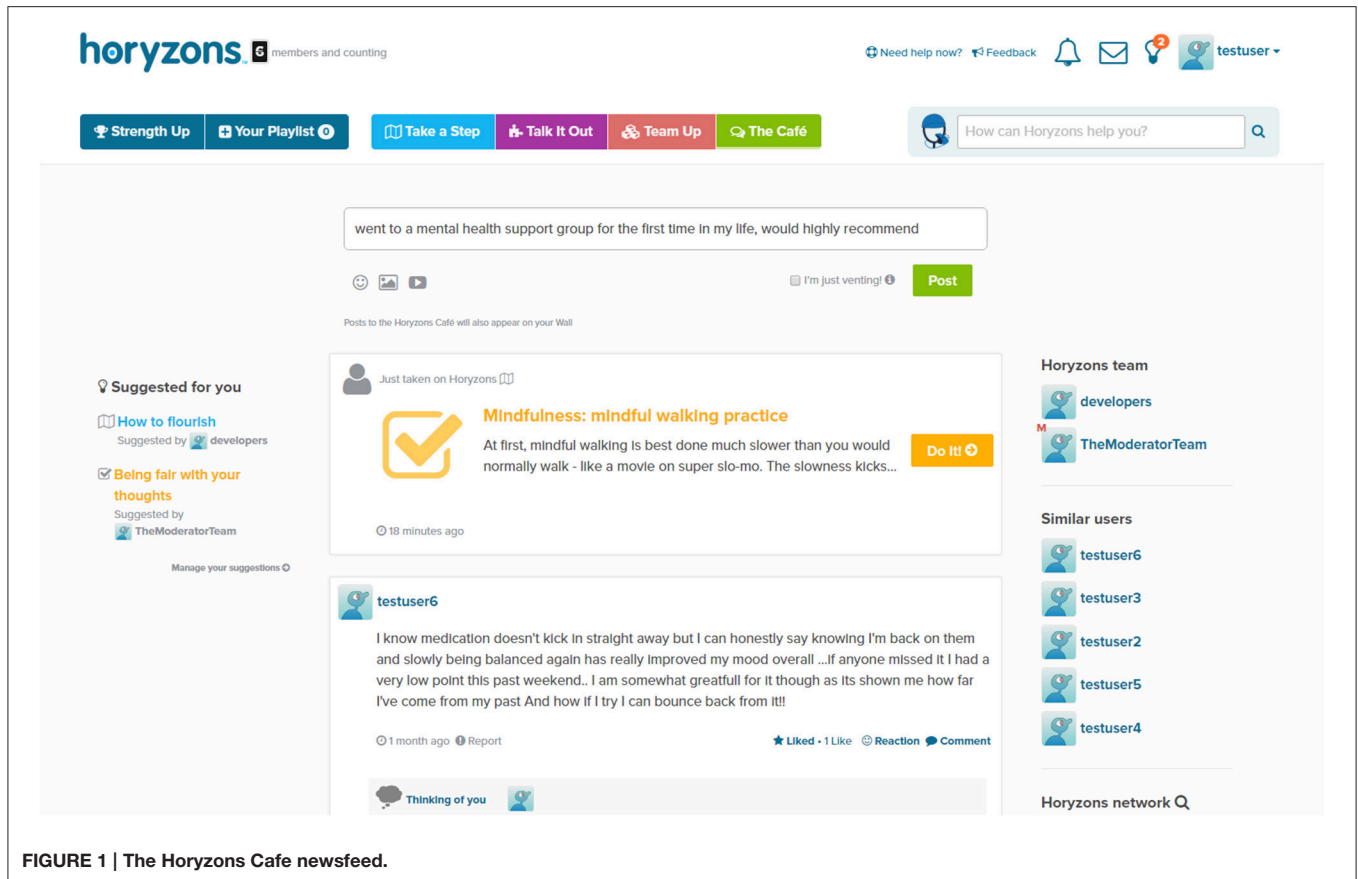 horyzons™ 6 members and counting
Need help now? Feedback 2 testuser
Strength Up Your Playlist 0 Take a Step Talk It Out Team Up The Café How can Horyzons help you?
went to a mental health support group for the first time in my life, would highly recommend
I'm just venting! Post
Posts to the Horyzons Café will also appear on your Wall
Suggested for you
How to flourish
Suggested by developers
Being fair with your
thoughts
Suggested by
TheModeratorTeam
Manage your suggestions
Just taken on Horyzons
Mindfulness: mindful walking practice
At first, mindful walking is best done much slower than you would
normally walk - like a movie on super slo-mo. The slowness kicks...
Do It!
18 minutes ago
testuser6
I know medication doesn't kick in straight away but I can honestly say knowing I'm back on them
and slowly being balanced again has really improved my mood overall ...if anyone missed it I had a
very low point this past weekend.. I am somewhat greatfull for it though as its shown me how far
I've come from my past And how if I try I can bounce back from it!!
1 month ago Report Liked • 1 Like Reaction Comment
Thinking of you
Horyzons team
developers
M
TheModeratorTeam
Similar users
testuser6
testuser3
testuser2
testuser5
testuser4
Horyzons network
FIGURE 1 | The Horyzons Cafe newsfeed.